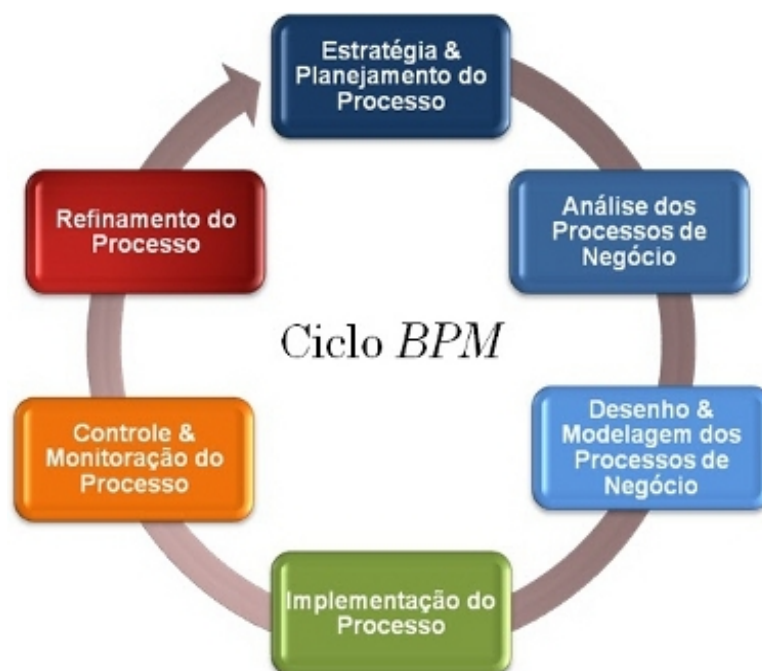 Estratégia &
Planejamento do
Processo
Análise dos
Processos de
Negócio
Desenho &
Modelagem dos
Processos de
Negócio
Implementação do
Processo
Controle &
Monitoração do
Processo
Refinamento do
Processo
Ciclo BPM